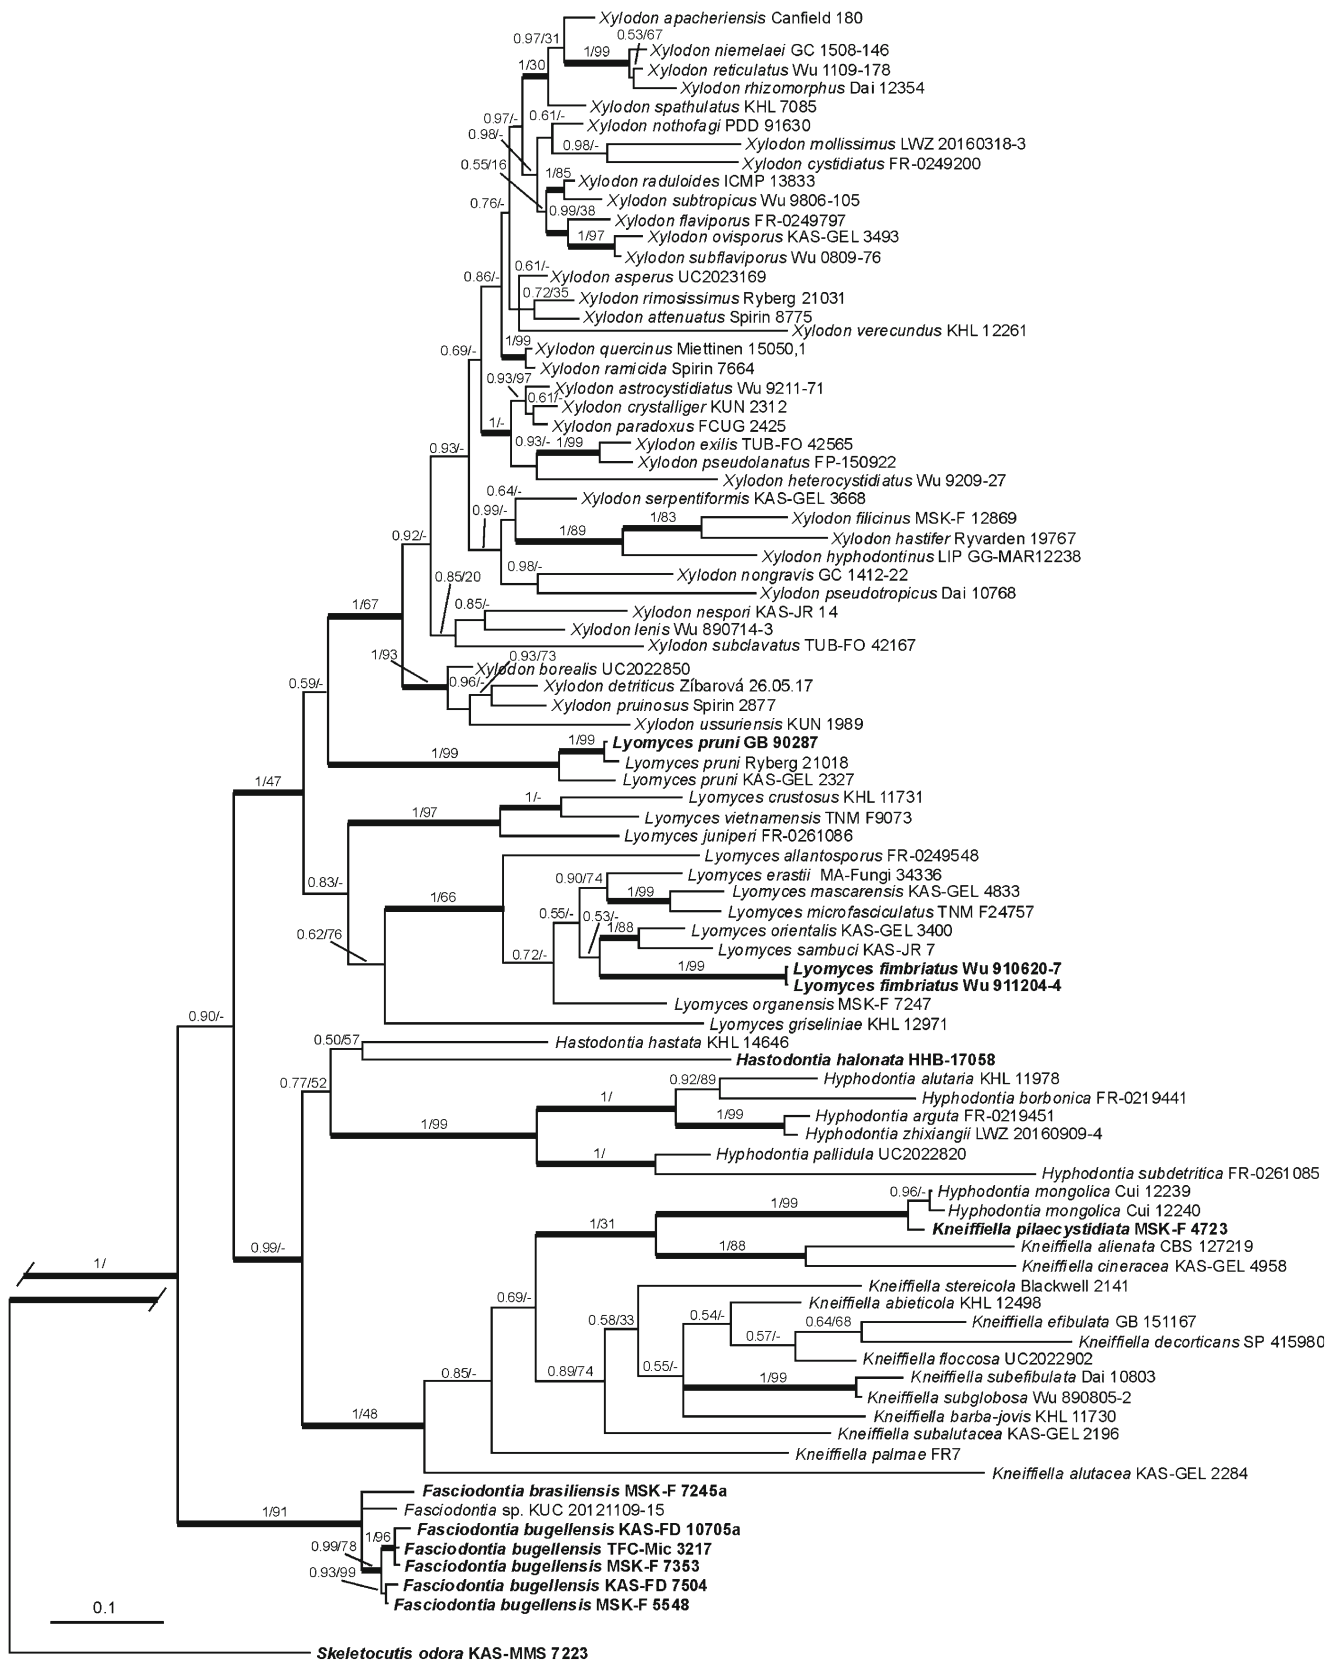 Xylodon apacheriensis Canfield 180
0.97/31
0.53/67
1/99
Xylodon niemelaei GC 1508-146
1/30
Xylodon reticulatus Wu 1109-178
Xylodon rhizomorphus Dai 12354
Xylodon spathulatus KHL 7085
0.97/-
0.61/-
Xylodon nothofagi PDD 91630
0.98/-
0.98/-
Xylodon mollissimus LWZ 20160318-3
Xylodon cystidiatus FR-0249200
0.55/16
1/85
Xylodon raduloides ICMP 13833
Xylodon subtropicus Wu 9806-105
0.76/-
0.99/38
Xylodon flaviporus FR-0249797
1/97
Xylodon ovisporus KAS-GEL 3493
Xylodon subflaviporus Wu 0809-76
0.86/-
0.61/-
Xylodon asperus UC2023169
0.72/35
Xylodon rimosissimus Ryberg 21031
Xylodon attenuatus Spirin 8775
Xylodon verecundus KHL 12261
0.69/-
1/99
Xylodon quercinus Miettinen 15050,1
Xylodon ramicida Spirin 7664
0.93/97
Xylodon astrocystidiatus Wu 9211-71
0.61/-
Xylodon crystalliger KUN 2312
1/-
Xylodon paradoxus FCUG 2425
0.93/-
1/99
Xylodon exilis TUB-FO 42565
Xylodon pseudolanatus FP-150922
0.93/-
Xylodon heterocystidiatus Wu 9209-27
0.64/-
Xylodon serpentiformis KAS-GEL 3668
0.99/-
1/83
Xylodon filicinus MSK-F 12869
1/89
Xylodon hastifer Ryvarden 19767
0.92/-
Xylodon hyphodontinus LIP GG-MAR12238
0.98/-
Xylodon nongravis GC 1412-22
0.85/20
Xylodon pseudotropicus Dai 10768
1/67
0.85/-
Xylodon nespori KAS-JR 14
Xylodon lenis Wu 890714-3
Xylodon subclavatus TUB-FO 42167
1/93
0.93/73
Xylodon borealis UC2022850
0.59/-
0.96/-
Xylodon detriticus Zíbarová 26.05.17
Xylodon pruinosus Spirin 2877
Xylodon ussuriensis KUN 1989
1/99
1/99
Lyomyces pruni GB 90287
Lyomyces pruni Ryberg 21018
1/47
Lyomyces pruni KAS-GEL 2327
1/-
Lyomyces crustosus KHL 11731
1/97
Lyomyces vietnamensis TNM F9073
Lyomyces juniperi FR-0261086
Lyomyces allantosporus FR-0249548
0.83/-
0.90/74
Lyomyces erastii MA-Fungi 34336
1/66
1/99
Lyomyces mascarensis KAS-GEL 4833
Lyomyces microfasciculatus TNM F24757
0.55/-
0.53/-
0.62/76
1/88
Lyomyces orientalis KAS-GEL 3400
0.72/-
Lyomyces sambuci KAS-JR 7
1/99
Lyomyces fimbriatus Wu 910620-7
Lyomyces fimbriatus Wu 911204-4
Lyomyces organensis MSK-F 7247
0.90/-
Lyomyces griseliniae KHL 12971
0.50/57
Hastodontia hastata KHL 14646
Hastodontia halonata HHB-17058
0.77/52
0.92/89
Hyphodontia alutaria KHL 11978
1/
Hyphodontia borbonica FR-0219441
1/99
1/99
Hyphodontia arguta FR-0219451
Hyphodontia zhixiangii LWZ 20160909-4
1/
Hyphodontia pallidula UC2022820
Hyphodontia subdetritica FR-0261085
0.96/-
Hyphodontia mongolica Cui 12239
1/99
Hyphodontia mongolica Cui 12240
1/31
Kneiffiella pilaecystidiata MSK-F 4723
0.99/-
1/88
Kneiffiella alienata CBS 127219
1/
Kneiffiella cineracea KAS-GEL 4958
Kneiffiella stereicola Blackwell 2141
0.69/-
Kneiffiella abieticola KHL 12498
0.58/33
0.54/-
0.64/68
Kneiffiella efibulata GB 151167
0.57/-
Kneiffiella decorticans SP 415980
Kneiffiella floccosa UC2022902
0.85/-
0.89/74
0.55/-
1/99
Kneiffiella subefibulata Dai 10803
Kneiffiella subglobosa Wu 890805-2
1/48
Kneiffiella barba-jovis KHL 11730
Kneiffiella subalutacea KAS-GEL 2196
Kneiffiella palmae FR7
Kneiffiella alutacea KAS-GEL 2284
Fasciodontia brasiliensis MSK-F 7245a
1/91
Fasciodontia sp. KUC 20121109-15
1/96
Fasciodontia bugellensis KAS-FD 10705a
0.99/78
Fasciodontia bugellensis TFC-Mic 3217
Fasciodontia bugellensis MSK-F 7353
0.93/99
Fasciodontia bugellensis KAS-FD 7504
Fasciodontia bugellensis MSK-F 5548
0.1
Skeletocutis odora KAS-MMS 7223